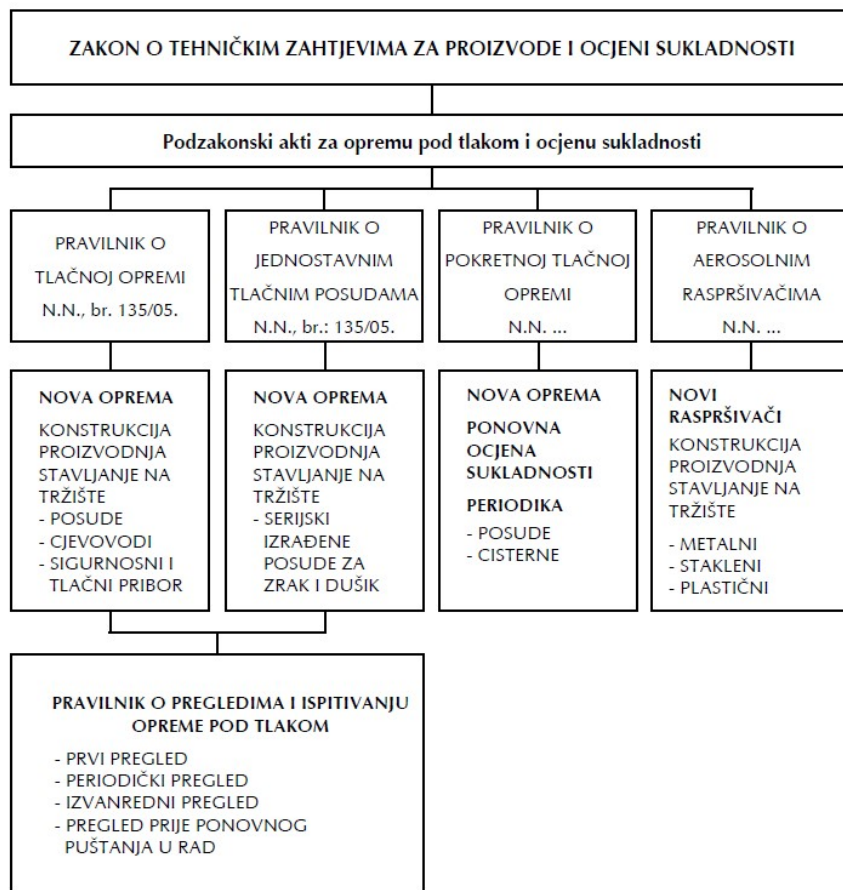 ZAKON O TEHNIČKIM ZAHTJEVIMA ZA PROIZVODE I OCJENI SUKLADNOSTI
Podzakonski akti za opremu pod tlakom i ocjenu sukladnosti
PRAVILNIK O
TLAČNOJ OPREMI
N.N., br. 135/05.
PRAVILNIK O
JEDNOSTAVNIM
TLAČNIM POSUDAMA
N.N., br.: 135/05.
PRAVILNIK O
POKRETNOJ TLAČNOJ
OPREMI
N.N. ...
PRAVILNIK O
AEROSOLNIM
RASPRŠIVAČIMA
N.N. ...
NOVA OPREMA
KONSTRUKCIJA
PROIZVODNJA
STAVLJANJE NA
TRŽIŠTE
- POSUDE
- CJEVOVODI
- SIGURNOSNI I
TLAČNI PRIBOR
NOVA OPREMA
KONSTRUKCIJA
PROIZVODNJA
STAVLJANJE NA
TRŽIŠTE
- SERIJSKI
IZRAĐENE
POSUDE ZA
ZRAK I DUŠIK
NOVA OPREMA
PONOVNA
OCJENA
SUKLADNOSTI
PERIODIKA
- POSUDE
- CISTERNE
NOVI
RASPRŠIVAČI
KONSTRUKCIJA
PROIZVODNJA
STAVLJANJE NA
TRŽIŠTE
- METALNI
- STAKLENI
- PLASTIČNI
PRAVILNIK O PREGLEDIMA I ISPITIVANJU
OPREME POD TLAKOM
- PRVI PREGLED
- PERIODIČKI PREGLED
- IZVANREDNI PREGLED
- PREGLED PRIJE PONOVNOG
PUŠTANJA U RAD